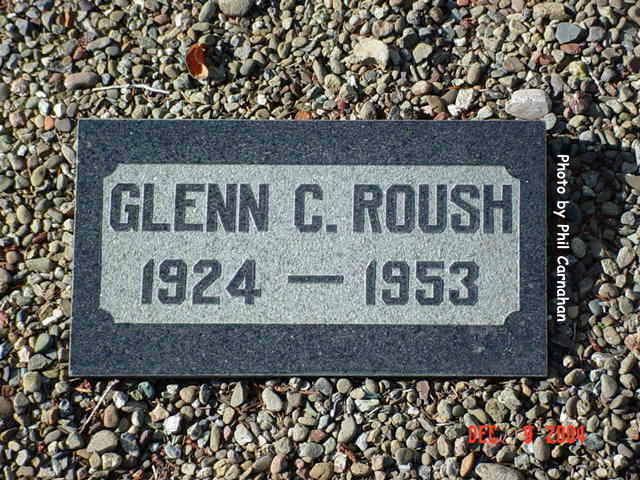 GLENN C. ROUSH
1924 — 1953
Photo by Phil Carnahan
DEC 9 2004